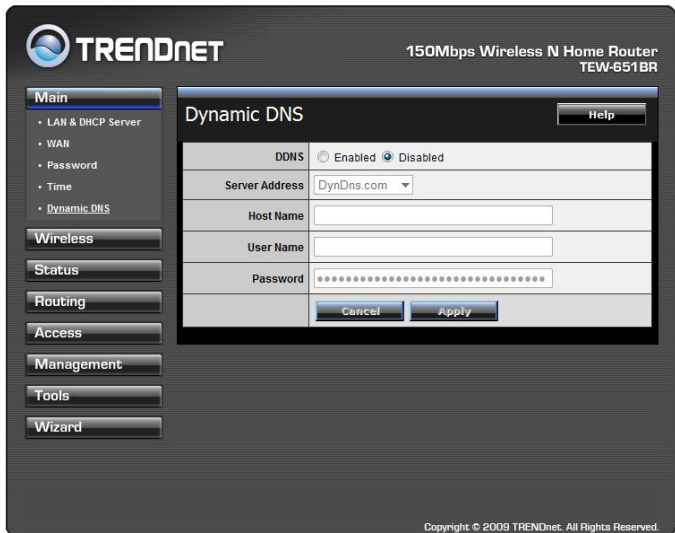 TRENDNET
150Mbps Wireless N Home Router
TEW-651BR
Main
• LAN & DHCP Server
• WAN
• Password
• Time
• Dynamic DNS
Wireless
Status
Routing
Access
Management
Tools
Wizard
Dynamic DNS
Help
DDNS Enabled Disabled
Server Address DynDns.com
Host Name
User Name
Password ••••••••••••••••••••••••••••••••
Cancel Apply
Copyright © 2009 TRENDnet. All Rights Reserved.